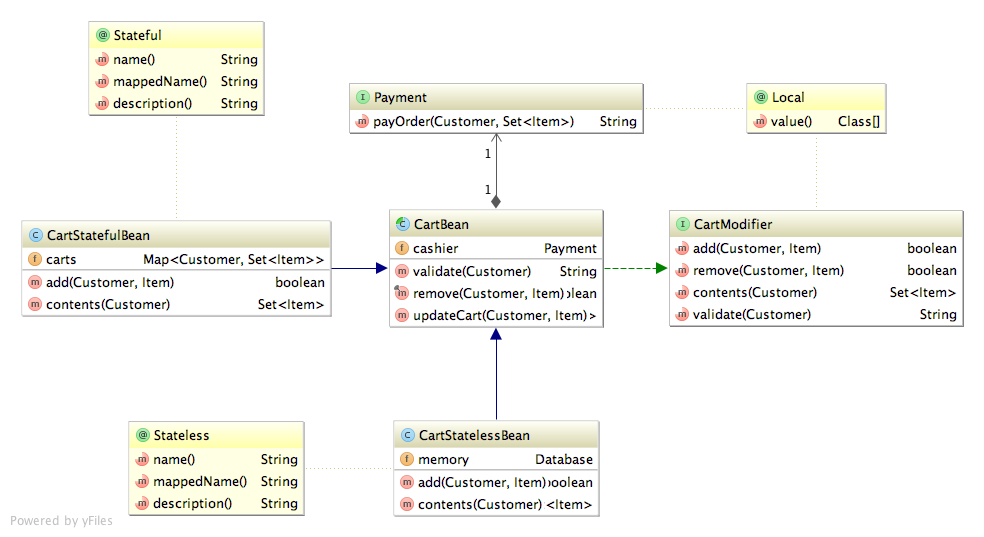 @ Stateful
m name() String
m mappedName() String
m description() String
I Payment
m payOrder(Customer, Set<Item>) String
@ Local
m value() Class[]
1
1
C CartStatefulBean
f carts Map<Customer, Set<Item>>
m add(Customer, Item) boolean
m contents(Customer) Set<Item>
C CartBean
f cashier Payment
m validate(Customer) String
m remove(Customer, Item) lean
m updateCart(Customer, Item) >
I CartModifier
m add(Customer, Item) boolean
m remove(Customer, Item) boolean
m contents(Customer) Set<Item>
m validate(Customer) String
@ Stateless
m name() String
m mappedName() String
m description() String
C CartStatelessBean
f memory Database
m add(Customer, Item) boolean
m contents(Customer) <Item>
Powered by yFiles